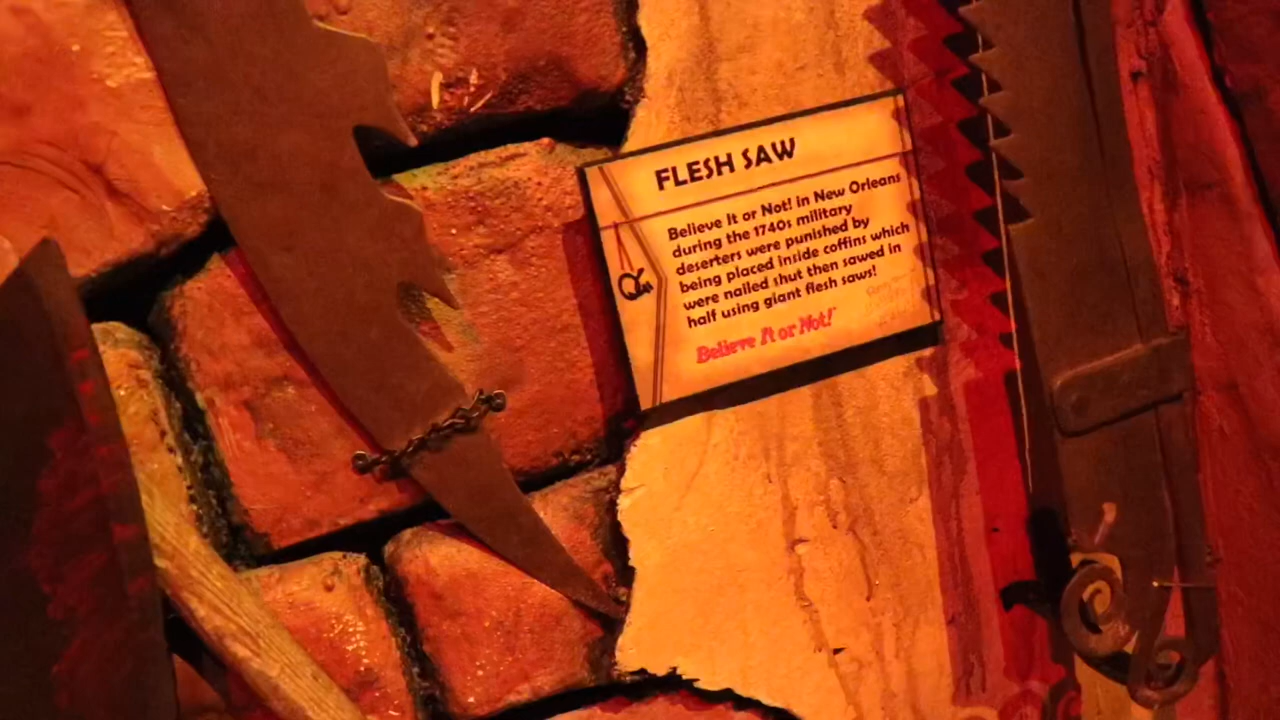 FLESH SAW
Believe It or Not! in New Orleans
during the 1740s military
deserters were punished by
being placed inside coffins which
were nailed shut then sawed in
half using giant flesh saws!
Believe It or Not!